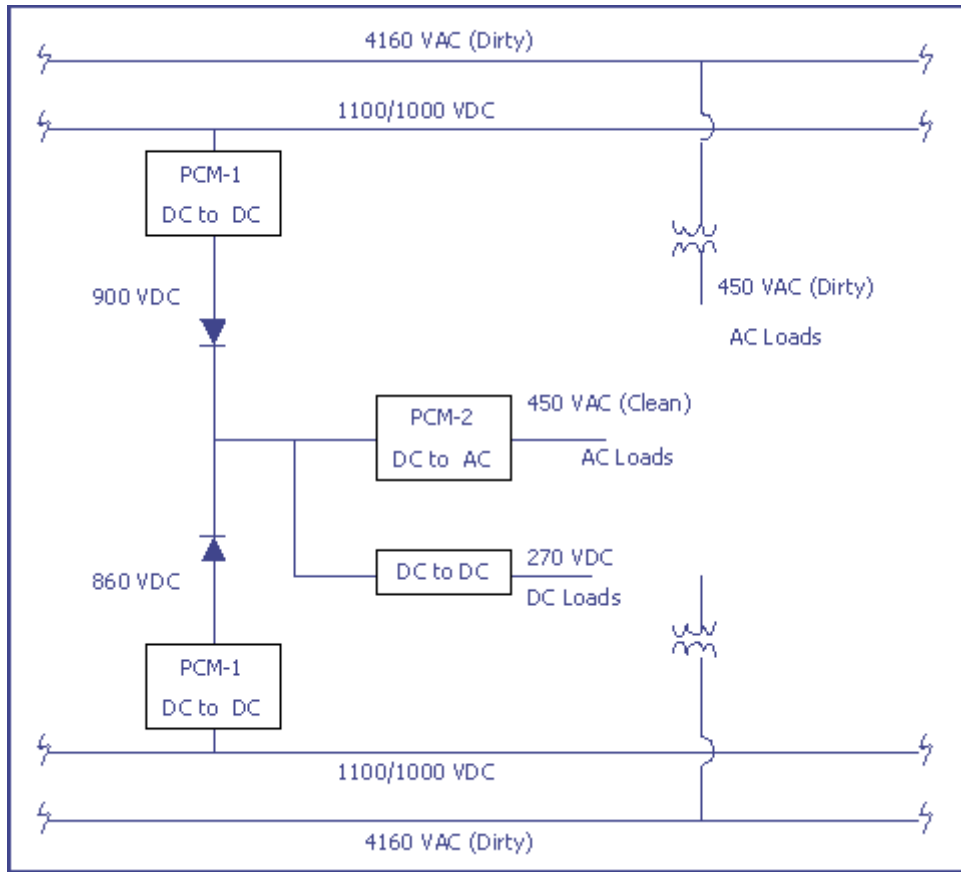 4160 VAC (Dirty)
1100/1000 VDC
PCM-1
DC to DC
900 VDC
450 VAC (Dirty)
AC Loads
PCM-2
DC to AC
450 VAC (Clean)
AC Loads
860 VDC
DC to DC
270 VDC
DC Loads
PCM-1
DC to DC
1100/1000 VDC
4160 VAC (Dirty)